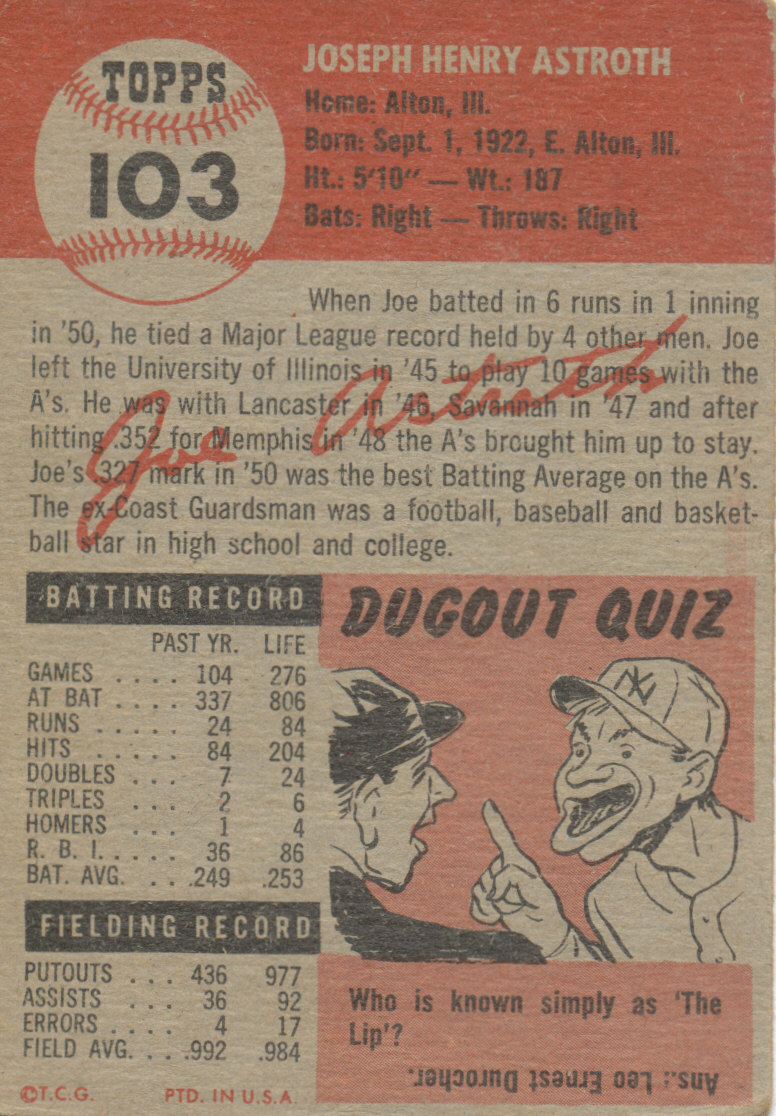 TOPPS
103
JOSEPH HENRY ASTROTH
Home: Alton, Ill.
Born: Sept. 1, 1922, E. Alton, Ill.
Ht.: 5'10" — Wt.: 187
Bats: Right — Throws: Right
When Joe batted in 6 runs in 1 inning
in '50, he tied a Major League record held by 4 other men. Joe
left the University of Illinois in '45 to play 10 games with the
A's. He was with Lancaster in '46, Savannah in '47 and after
hitting .352 for Memphis in '48 the A's brought him up to stay.
Joe's .327 mark in '50 was the best Batting Average on the A's.
The ex-Coast Guardsman was a football, baseball and basket-
ball star in high school and college.
Joe Astroth
BATTING RECORD
PAST YR. LIFE
GAMES .... 104 276
AT BAT .... 337 806
RUNS ..... 24 84
HITS ..... 84 204
DOUBLES ... 7 24
TRIPLES ... 2 6
HOMERS ... 1 4
R. B. I. .... 36 86
BAT. AVG. .. .249 .253
FIELDING RECORD
PUTOUTS ... 436 977
ASSISTS ... 36 92
ERRORS .... 4 17
FIELD AVG. .. .992 .984
©T.C.G. PTD. IN U.S.A.
DUGOUT QUIZ
NY
Who is known simply as 'The
Lip'?
Ans.: Leo Ernest Durocher.